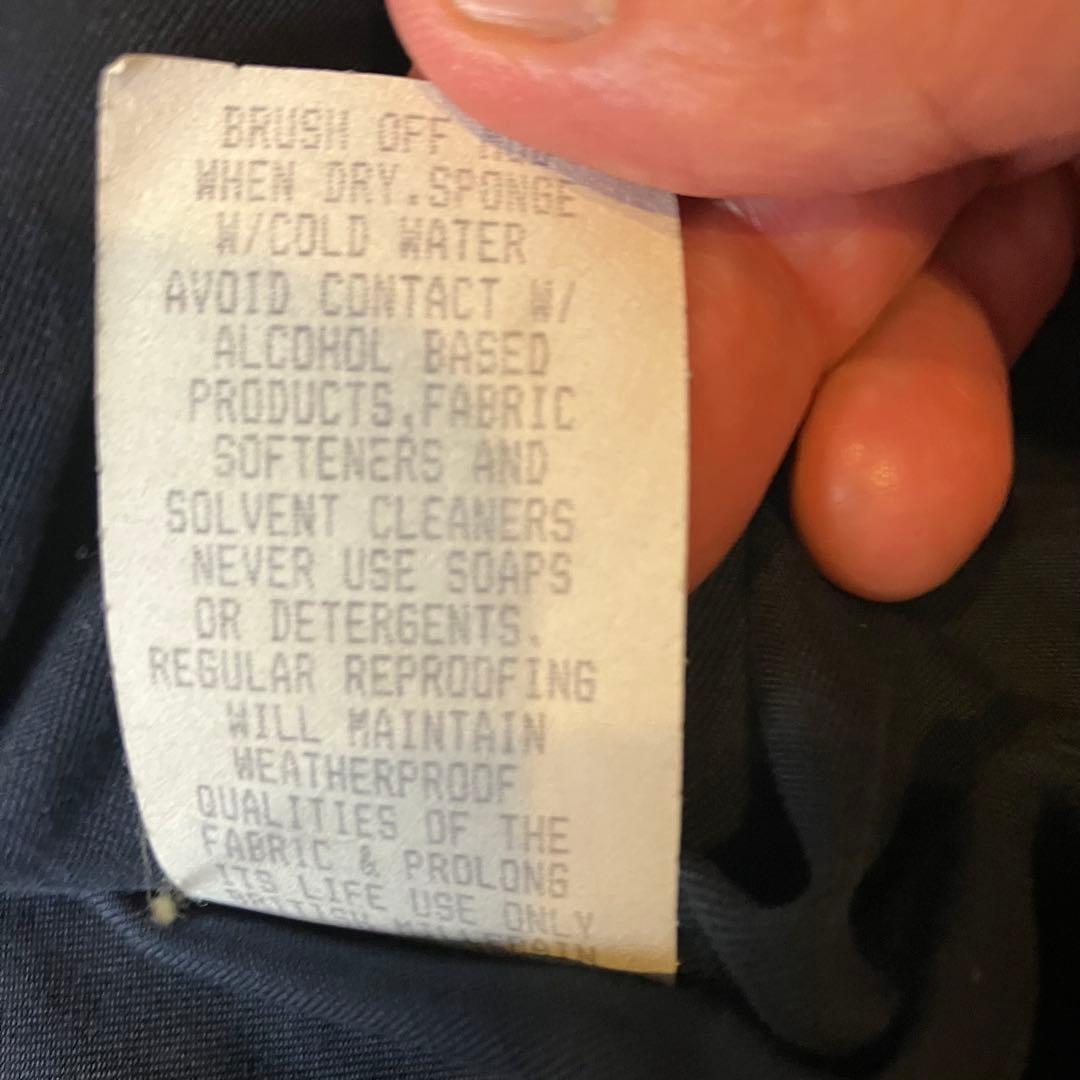 BRUSH OFF
WHEN DRY.SPONGE
W/COLD WATER
AVOID CONTACT W/
ALCOHOL BASED
PRODUCTS,FABRIC
SOFTENERS AND
SOLVENT CLEANERS
NEVER USE SOAPS
OR DETERGENTS.
REGULAR REPROOFING
WILL MAINTAIN
WEATHERPROOF
QUALITIES OF THE
FABRIC & PROLONG
ITS LIFE USE ONLY